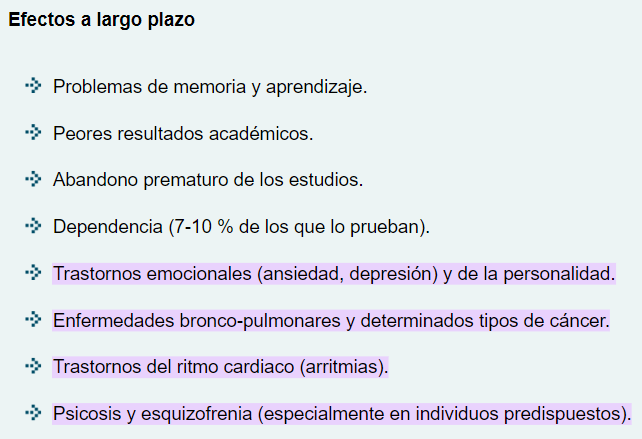 Efectos a largo plazo
Problemas de memoria y aprendizaje.
Peores resultados académicos.
Abandono prematuro de los estudios.
Dependencia (7-10 % de los que lo prueban).
Trastornos emocionales (ansiedad, depresión) y de la personalidad.
Enfermedades bronco-pulmonares y determinados tipos de cáncer.
Trastornos del ritmo cardiaco (arritmias).
Psicosis y esquizofrenia (especialmente en individuos predispuestos).